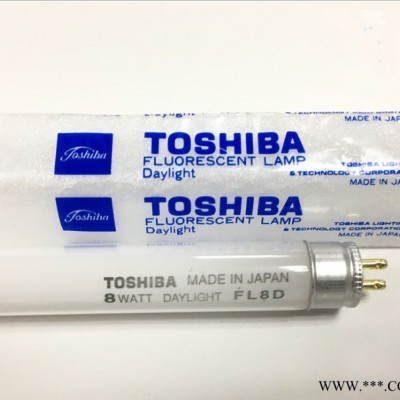 MADE IN JAPAN
Toshiba
TOSHIBA
FLUORESCENT LAMP
Daylight
TOSHIBA LIGHTING
& TECHNOLOGY CORPORATION
MADE IN JAPAN
Toshiba
TOSHIBA
FLUORESCENT LAMP
Daylight
TOSHIBA LIGHTING
& TECHNOLOGY CORPORATION
MADE IN JAPAN
TOSHIBA MADE IN JAPAN
8 WATT DAYLIGHT FL8D
WWW.***.CO